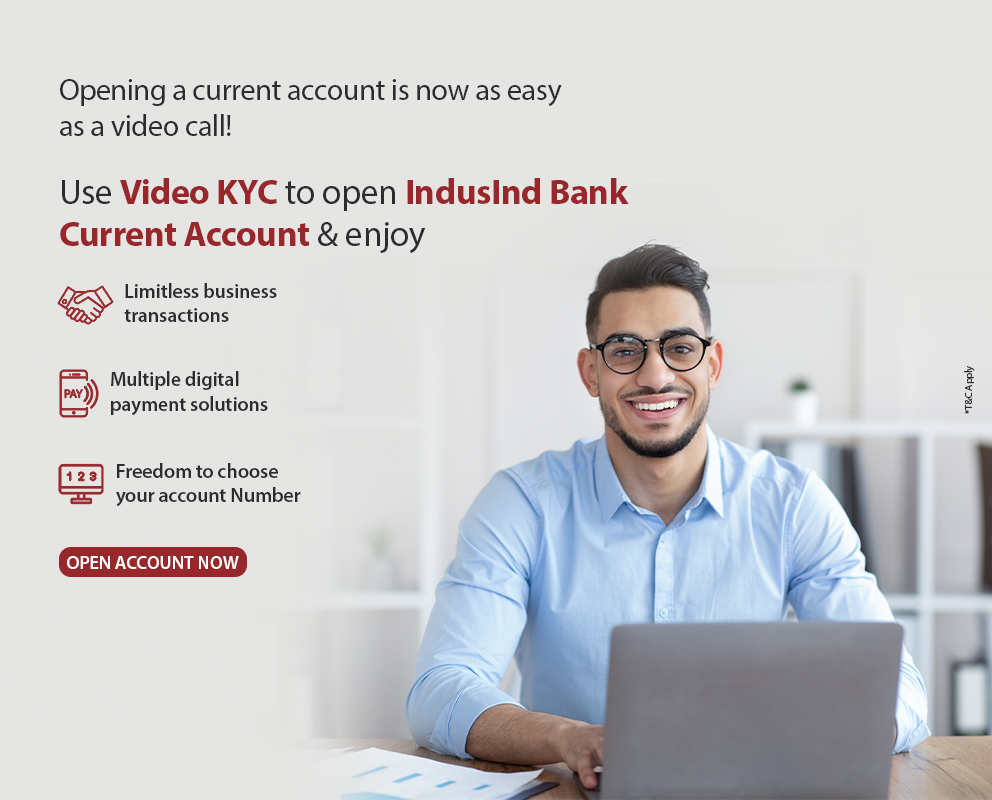 Opening a current account is now as easy
as a video call!
Use Video KYC to open IndusInd Bank
Current Account & enjoy
Limitless business
transactions
PAY
Multiple digital
payment solutions
1 2 3
Freedom to choose
your account Number
OPEN ACCOUNT NOW
*T&C Apply